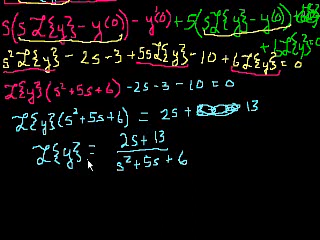 s(sℒ{y} - y(0)) - y'(0) + 5(sℒ{y} - y(0))
+ 6ℒ{y} = 0
s²ℒ{y} - 2s - 3 + 5sℒ{y} - 10 + 6ℒ{y} = 0
ℒ{y}(s² + 5s + 6) - 2s - 3 - 10 = 0
ℒ{y}(s² + 5s + 6) = 2s + 13
ℒ{y} = \frac{2s + 13}{s² + 5s + 6}